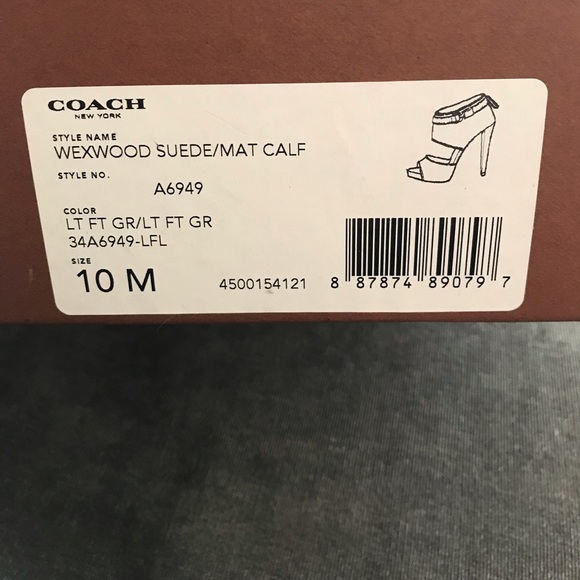 COACH
NEW YORK
STYLE NAME
WEXWOOD SUEDE/MAT CALF
STYLE NO.
A6949
COLOR
LT FT GR/LT FT GR
34A6949-LFL
SIZE
10 M
4500154121
8 87874 89079 7